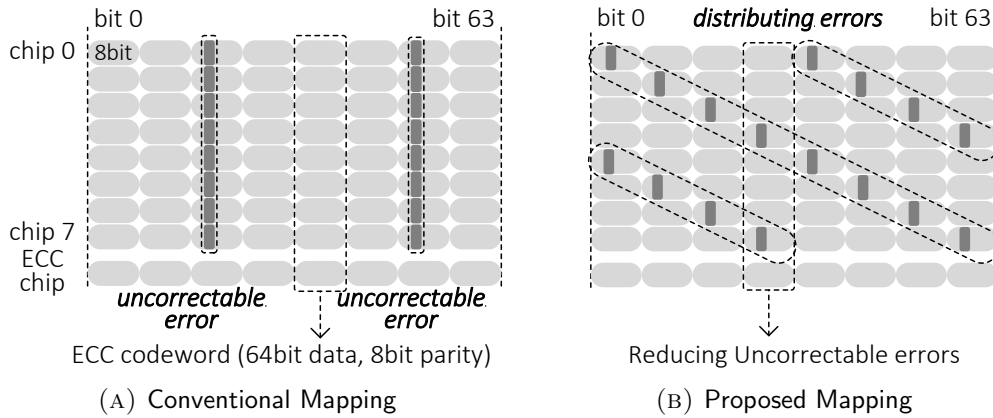 bit 0
bit 63
chip 0
8bit
chip 7
ECC
chip
uncorrectable
error
uncorrectable
error
ECC codeword (64bit data, 8bit parity)
(A) Conventional Mapping
bit 0
distributing errors
bit 63
Reducing Uncorrectable errors
(B) Proposed Mapping